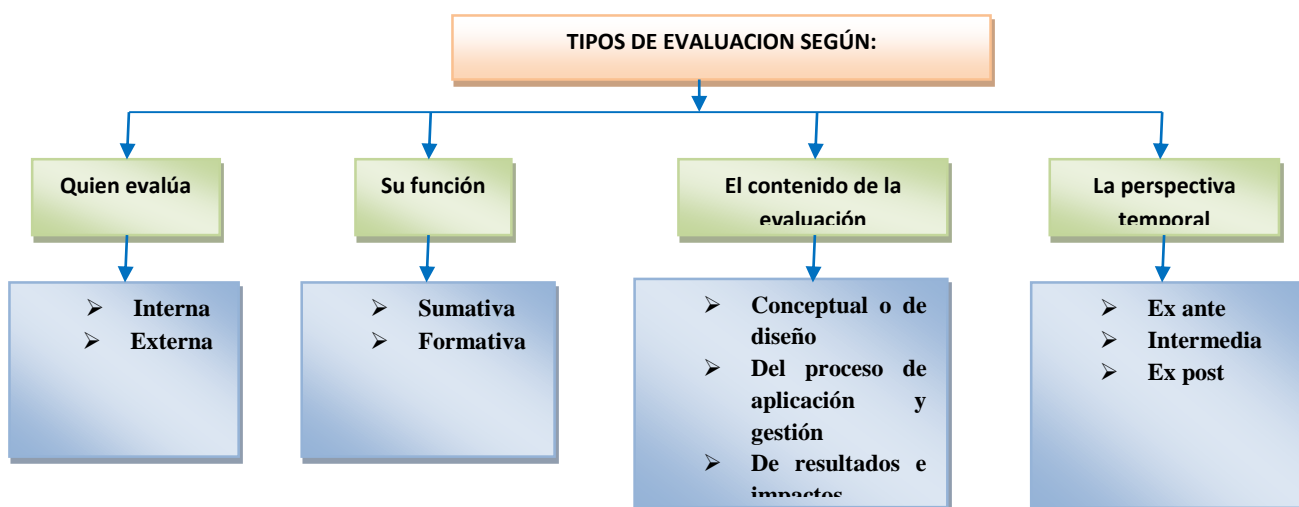 TIPOS DE EVALUACION SEGÚN:
Quien evalúa
Su función
El contenido de la
evaluación
La perspectiva
temporal
➢ Interna
➢ Externa
➢ Sumativa
➢ Formativa
➢ Conceptual o de
diseño
➢ Del proceso de
aplicación y
gestión
➢ De resultados e
impactos
➢ Ex ante
➢ Intermedia
➢ Ex post